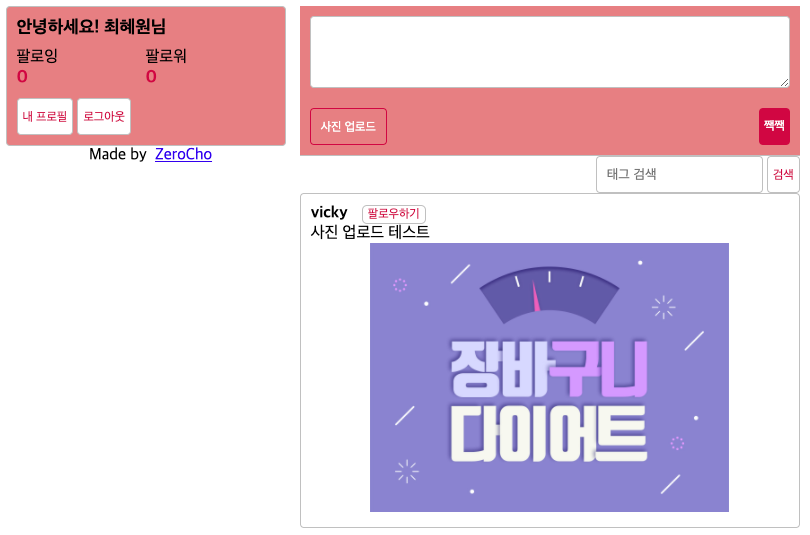 안녕하세요! 최혜원님
팔로잉 팔로워
0 0
내 프로필 로그아웃
Made by ZeroCho
사진 업로드 짹짹
태그 검색 검색
vicky 팔로우하기
사진 업로드 테스트
장바구니
다이어트